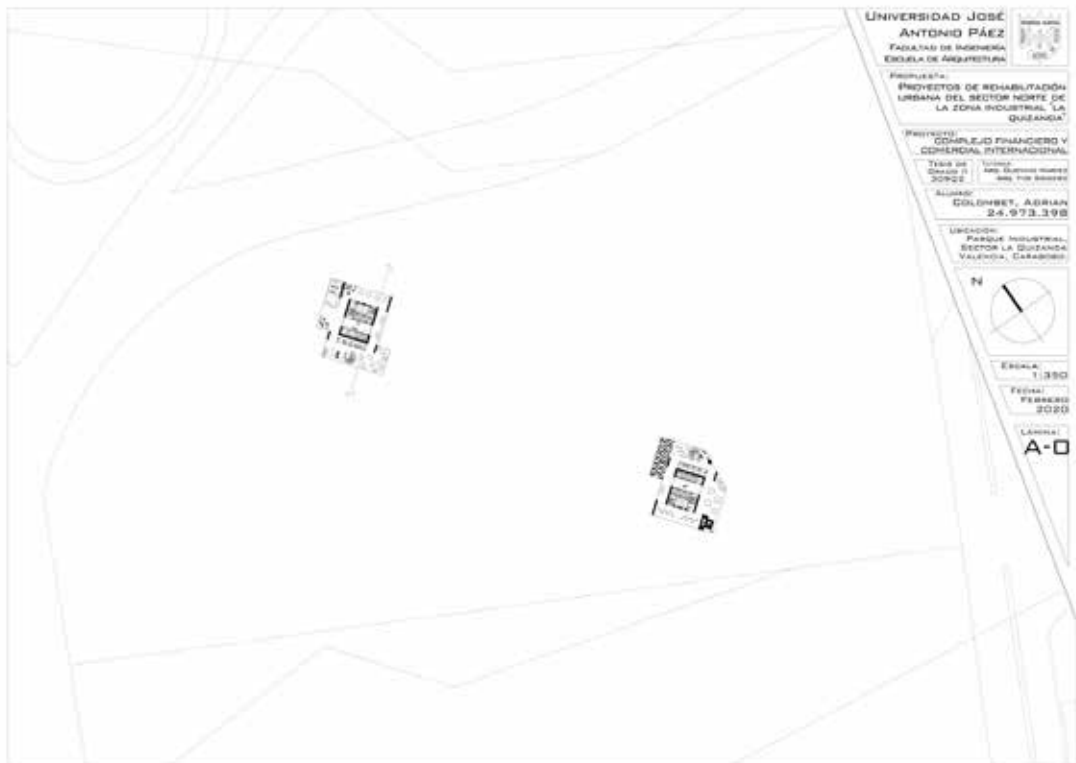 UNIVERSIDAD JOSÉ
ANTONIO PÁEZ
FACULTAD DE INGENIERÍA
ESCUELA DE ARQUITECTURA
PROPUESTA:
PROYECTOS DE REHABILITACIÓN
URBANA DEL SECTOR NORTE DE
LA ZONA INDUSTRIAL "LA
QUIZANDA"
PROYECTO:
COMPLEJO FINANCIERO Y
COMERCIAL INTERNACIONAL
TESIS DE
GRADO II
309C2
ALUMNO:
COLOMBET, ADRIAN
24.973.398
UBICACIÓN:
PARQUE INDUSTRIAL,
SECTOR LA QUIZANDA
VALENCIA, CARABOBO.
N
ESCALA:
1:350
FECHA:
FEBRERO
2020
LÁMINA:
A-0